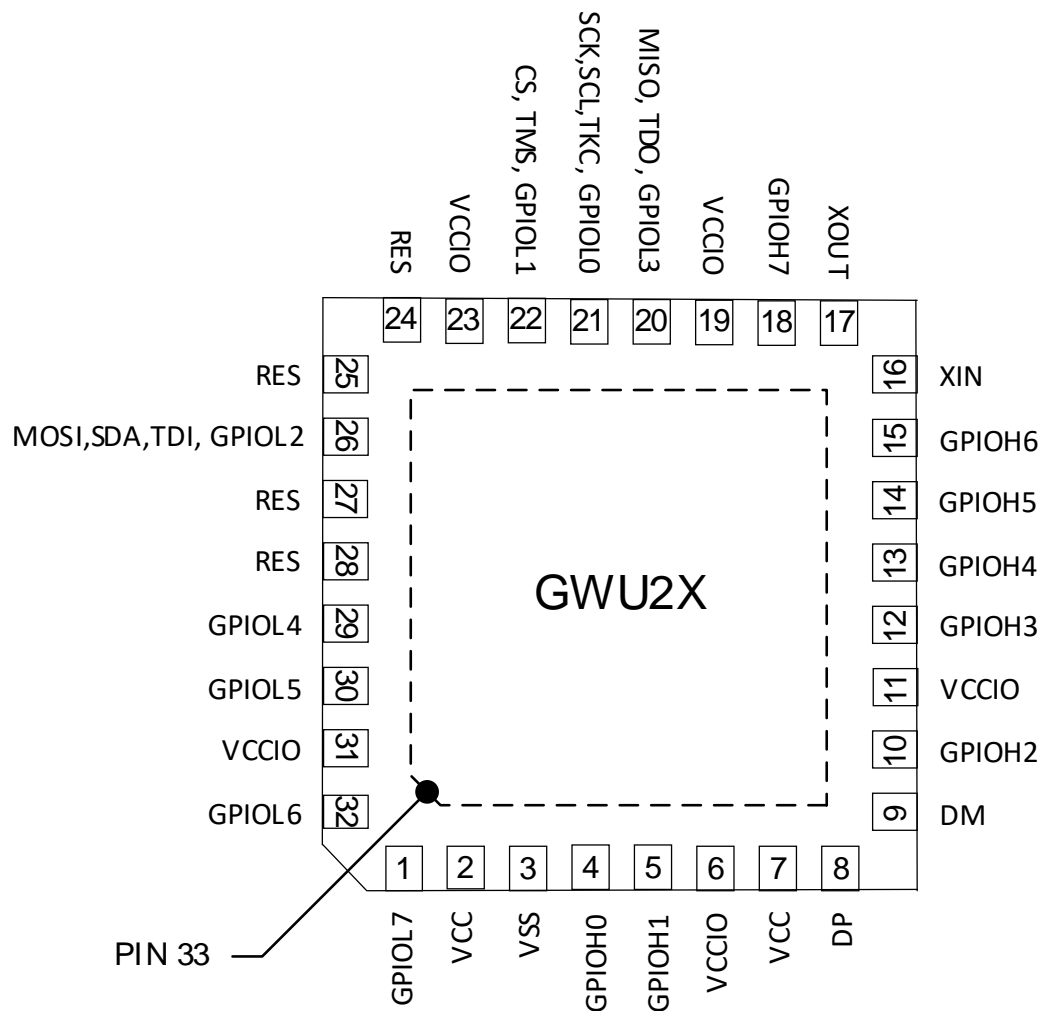 RES
VCCIO
CS, TMS, GPIOL1
SCK,SCL,TKC, GPIOL0
MISO, TDO, GPIOL3
VCCIO
GPIOH7
XOUT
24
23
22
21
20
19
18
17
RES
25
16
XIN
MOSI,SDA,TDI, GPIOL2
26
15
GPIOH6
RES
27
14
GPIOH5
RES
28
13
GPIOH4
GWU2X
GPIOL4
29
12
GPIOH3
GPIOL5
30
11
VCCIO
VCCIO
31
10
GPIOH2
GPIOL6
32
9
DM
1
2
3
4
5
6
7
8
GPIOL7
VCC
VSS
GPIOH0
GPIOH1
VCCIO
VCC
DP
PIN 33